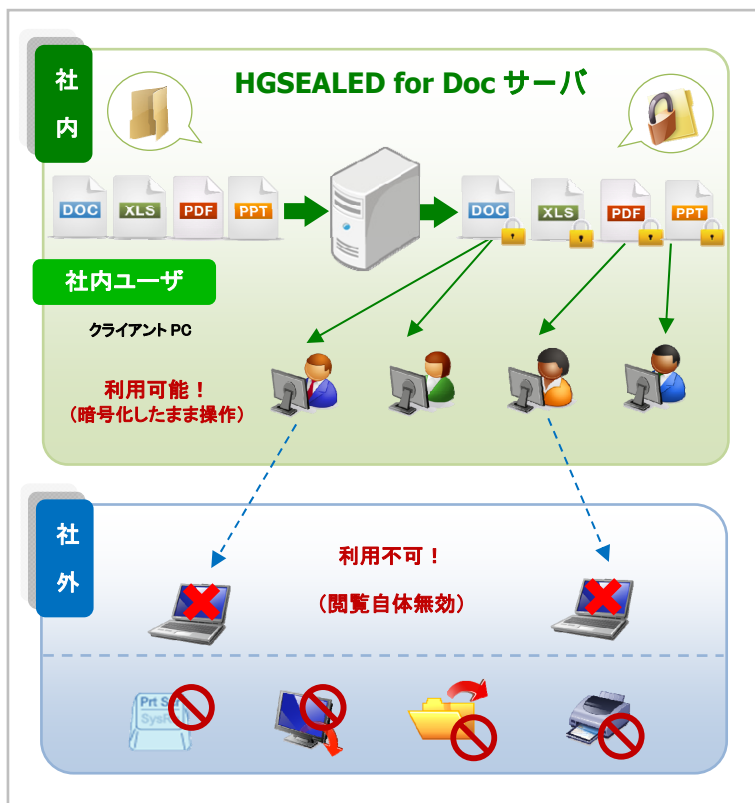 社内
HGSEALED for Doc サーバ
DOC XLS PDF PPT
DOC XLS PDF PPT
社内ユーザ
クライアント PC
利用可能！
（暗号化したまま操作）
社外
利用不可！
（閲覧自体無効）
Prt Scr